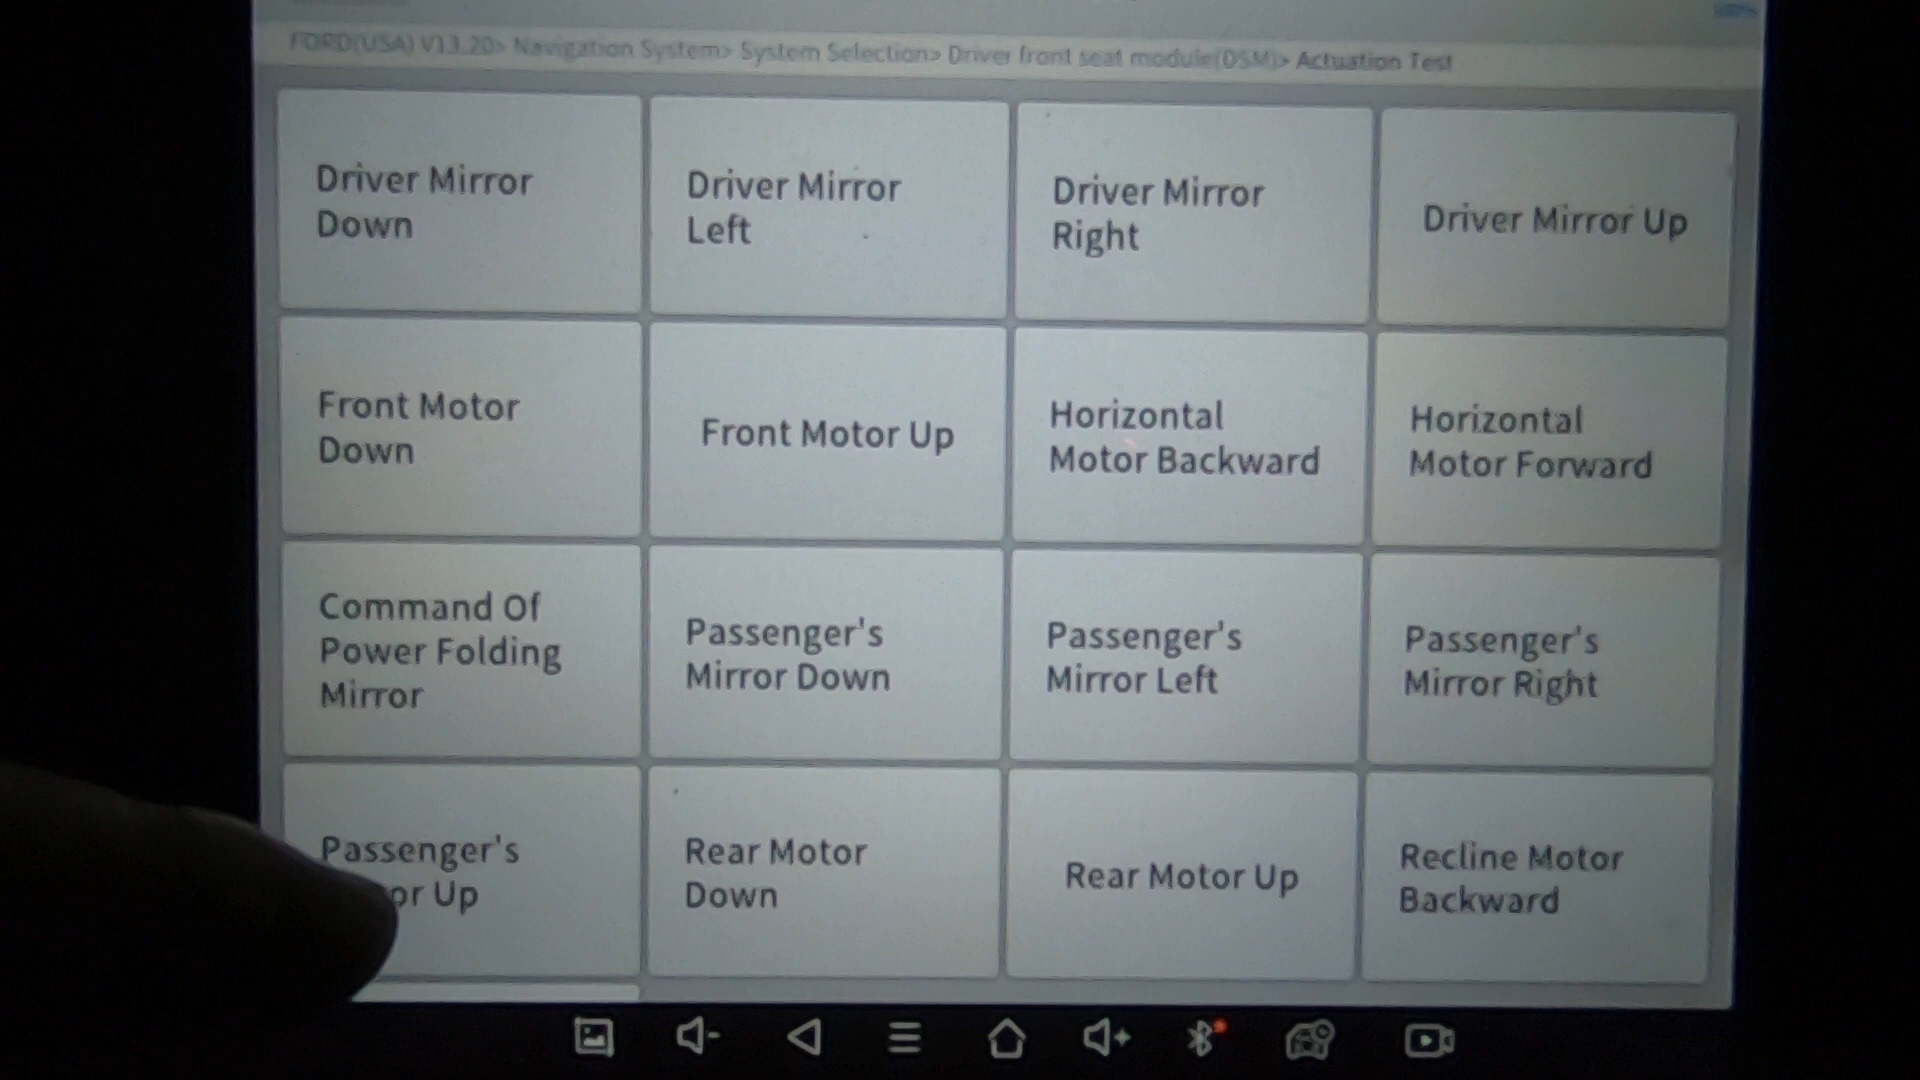 FORD(USA) V13.20> Navigation System> System Selection> Driver front seat module(DSM)> Actuation Test
Driver Mirror
Down
Driver Mirror
Left
Driver Mirror
Right
Driver Mirror Up
Front Motor
Down
Front Motor Up
Horizontal
Motor Backward
Horizontal
Motor Forward
Command Of
Power Folding
Mirror
Passenger's
Mirror Down
Passenger's
Mirror Left
Passenger's
Mirror Right
Passenger's
or Up
Rear Motor
Down
Rear Motor Up
Recline Motor
Backward